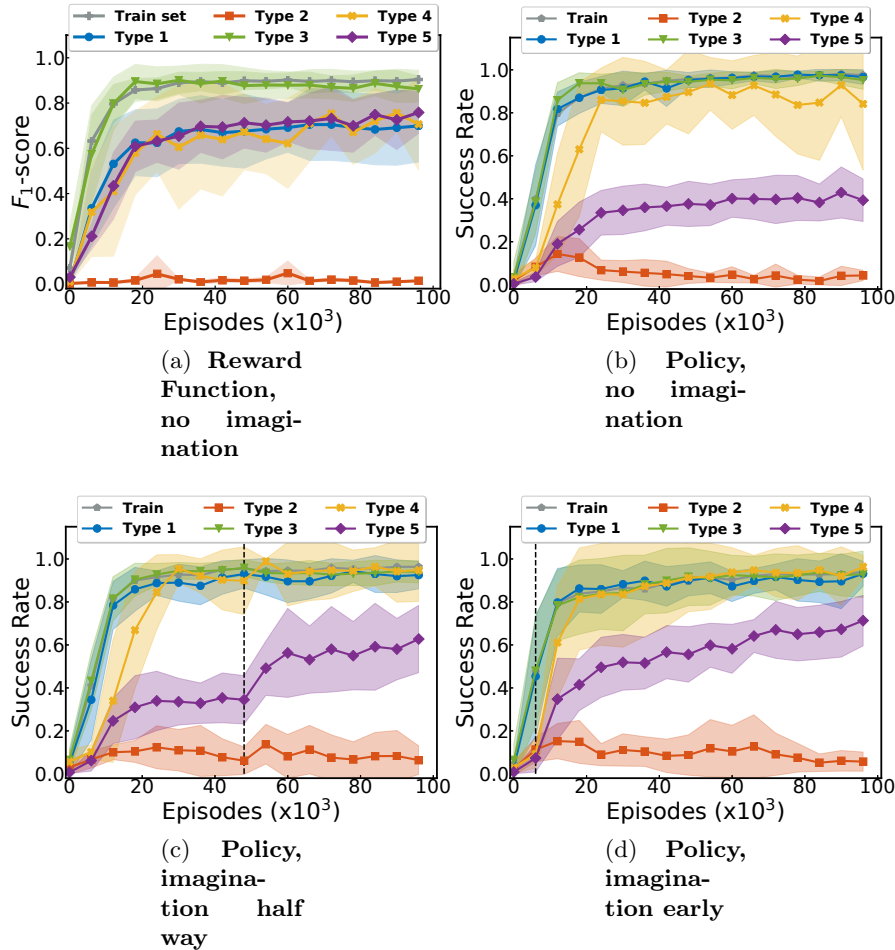 Train set Type 2 Type 4
Type 1 Type 3 Type 5
F1-score
1.0
0.8
0.6
0.4
0.2
0.0
0 20 40 60 80 100
Episodes (x10³)
(a) Reward
Function,
no imagi-
nation
Train Type 2 Type 4
Type 1 Type 3 Type 5
Success Rate
1.0
0.8
0.6
0.4
0.2
0.0
0 20 40 60 80 100
Episodes (x10³)
(b) Policy,
no imagi-
nation
Train Type 2 Type 4
Type 1 Type 3 Type 5
Success Rate
1.0
0.8
0.6
0.4
0.2
0.0
0 20 40 60 80 100
Episodes (x10³)
(c) Policy,
imagina-
tion half
way
Train Type 2 Type 4
Type 1 Type 3 Type 5
Success Rate
1.0
0.8
0.6
0.4
0.2
0.0
0 20 40 60 80 100
Episodes (x10³)
(d) Policy,
imagina-
tion early